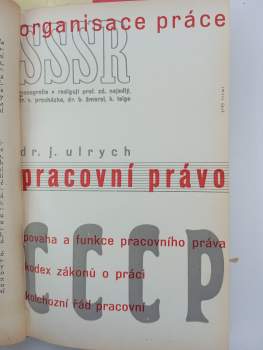 organisace práce
SSSR
monografie • redigují prof. zd. nejedlý,
dr. v. procházka, dr. b. šmeral, k. teige
dr. j. ulrych
pracovní právo
CCCP
povaha a funkce pracovního práva
kodex zákonů o práci
kolchozní řád pracovní